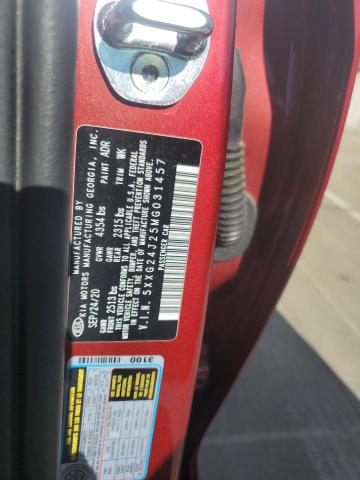 MANUFACTURED BY
KIA MOTORS MANUFACTURING GEORGIA, INC.
SEP/24/20 GVWR 4354 lbs PAINT ADR
GAWR FRONT 2513 lbs GAWR REAR 2315 lbs TRIM WK
THIS VEHICLE CONFORMS TO ALL APPLICABLE U.S.A. FEDERAL
MOTOR VEHICLE SAFETY, BUMPER, AND THEFT PREVENTION STANDARDS
IN EFFECT ON THE DATE OF MANUFACTURE SHOWN ABOVE.
V.I.N. 5XXG24J25MG031457
PASSENGER CAR
3100